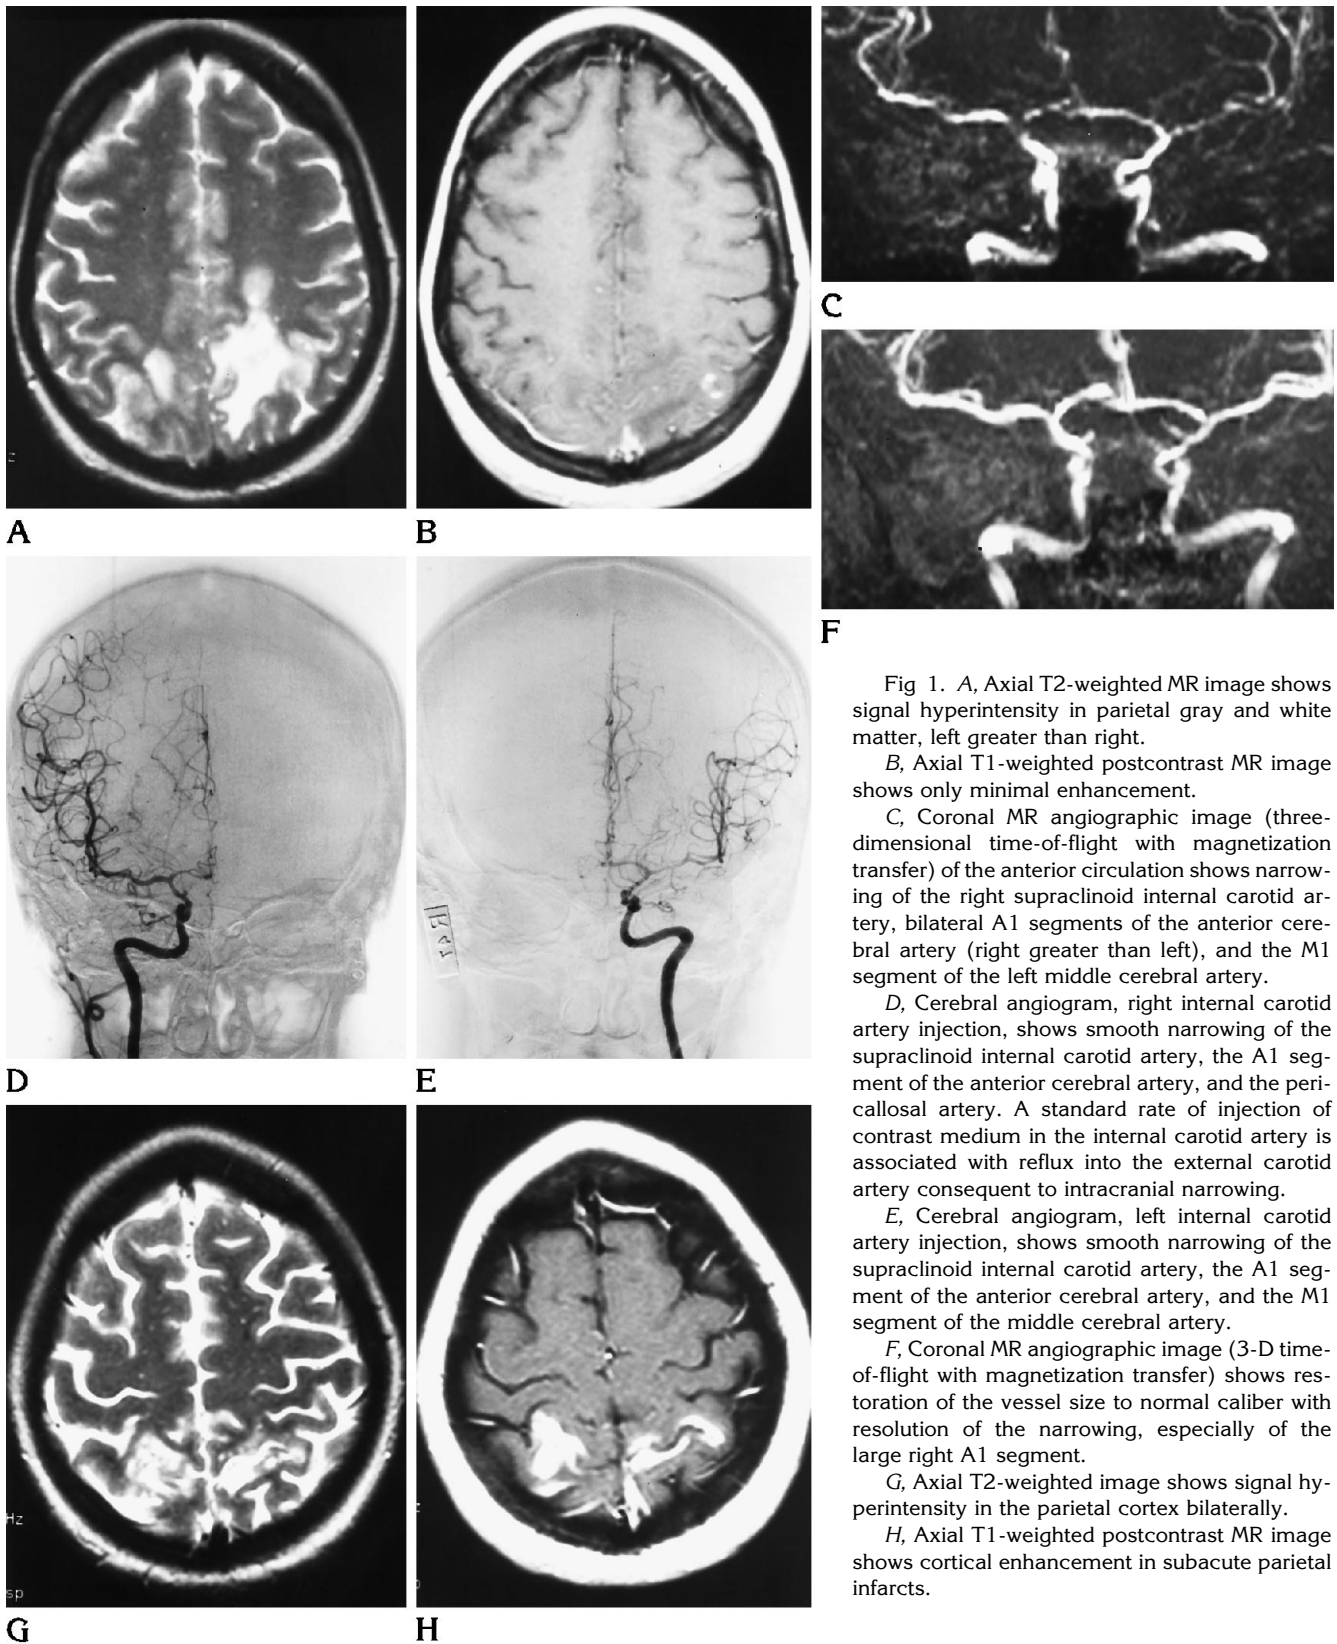 A
B
C
F
D
E
G
H
Hz
sp
Fig 1. A, Axial T2-weighted MR image shows
signal hyperintensity in parietal gray and white
matter, left greater than right.
B, Axial T1-weighted postcontrast MR image
shows only minimal enhancement.
C, Coronal MR angiographic image (three-
dimensional time-of-flight with magnetization
transfer) of the anterior circulation shows narrow-
ing of the right supraclinoid internal carotid ar-
tery, bilateral A1 segments of the anterior cere-
bral artery (right greater than left), and the M1
segment of the left middle cerebral artery.
D, Cerebral angiogram, right internal carotid
artery injection, shows smooth narrowing of the
supraclinoid internal carotid artery, the A1 seg-
ment of the anterior cerebral artery, and the peri-
callosal artery. A standard rate of injection of
contrast medium in the internal carotid artery is
associated with reflux into the external carotid
artery consequent to intracranial narrowing.
E, Cerebral angiogram, left internal carotid
artery injection, shows smooth narrowing of the
supraclinoid internal carotid artery, the A1 seg-
ment of the anterior cerebral artery, and the M1
segment of the middle cerebral artery.
F, Coronal MR angiographic image (3-D time-
of-flight with magnetization transfer) shows res-
toration of the vessel size to normal caliber with
resolution of the narrowing, especially of the
large right A1 segment.
G, Axial T2-weighted image shows signal hy-
perintensity in the parietal cortex bilaterally.
H, Axial T1-weighted postcontrast MR image
shows cortical enhancement in subacute parietal
infarcts.